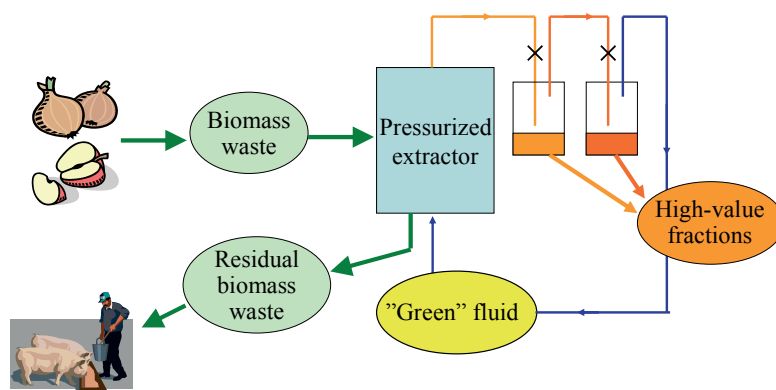 Biomass
waste
Pressurized
extractor
High-value
fractions
Residual
biomass
waste
”Green” fluid